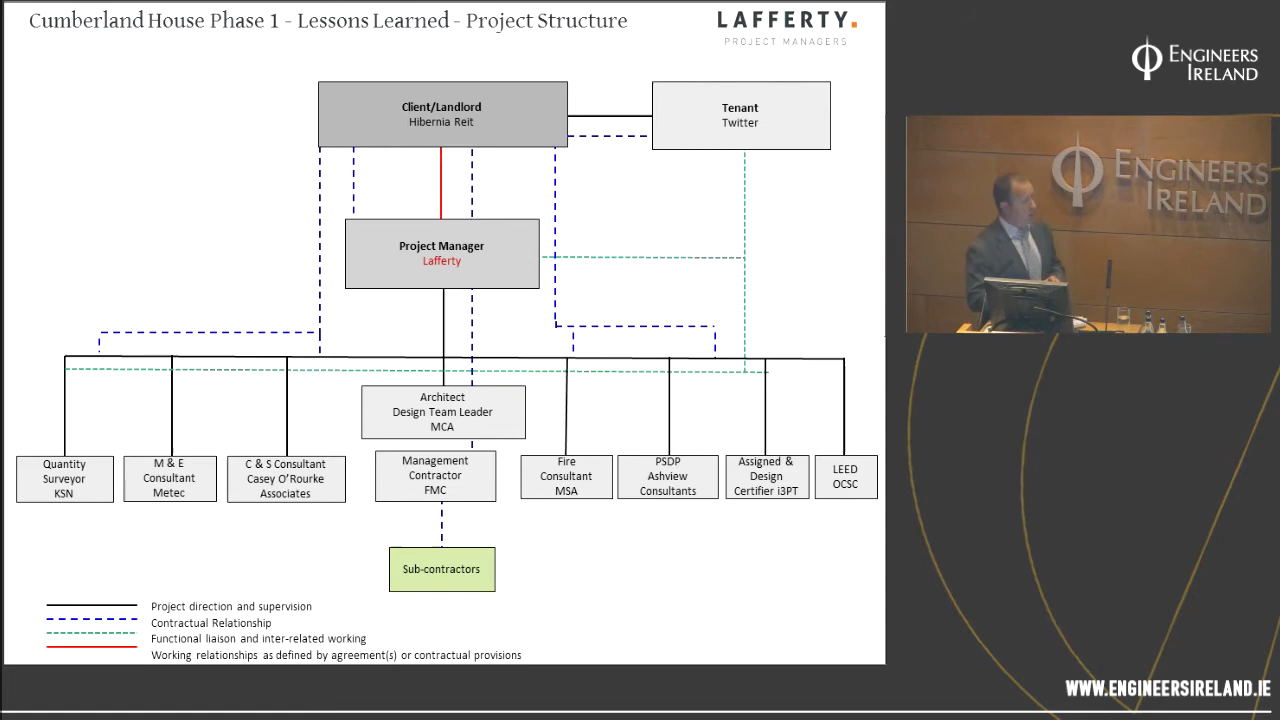 Cumberland House Phase 1 - Lessons Learned - Project Structure
LAFFERTY.
PROJECT MANAGERS
ENGINEERS
IRELAND
Client/Landlord
Hibernia Reit
Tenant
Twitter
ENGINEERS
IRELAND
Project Manager
Lafferty
Architect
Design Team Leader
MCA
Quantity
Surveyor
KSN
M & E
Consultant
Metec
C & S Consultant
Casey O'Rourke
Associates
Management
Contractor
FMC
Fire
Consultant
MSA
PSDP
Ashview
Consultants
Assigned &
Design
Certifier i3PT
LEED
OCSC
Sub-contractors
Project direction and supervision
Contractual Relationship
Functional liaison and inter-related working
Working relationships as defined by agreement(s) or contractual provisions
WWW.ENGINEERSIRELAND.IE